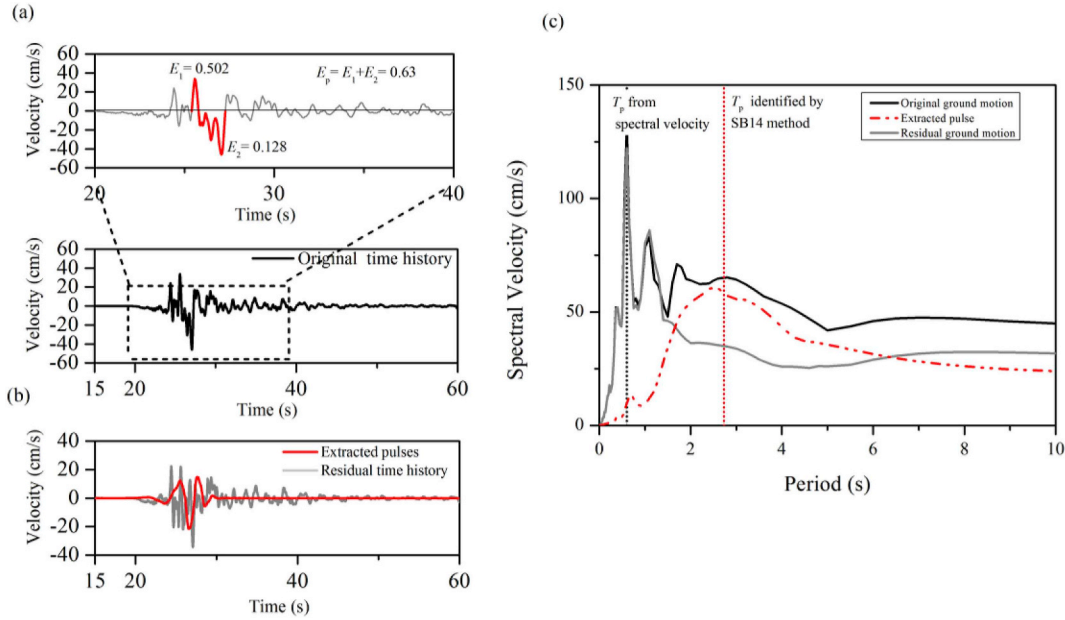 (a)
60
40
20
0
-20
-40
-60
Velocity (cm/s)
E1= 0.502
Ep= E1+E2= 0.63
E2= 0.128
20
30
40
Time (s)
60
40
20
0
-20
-40
-60
Velocity (cm/s)
Original time history
15
20
40
60
Time (s)
(b)
40
20
0
-20
-40
Velocity (cm/s)
Extracted pulses
Residual time history
15
20
40
60
Time (s)
(c)
150
100
50
0
Spectral Velocity (cm/s)
Tp from
spectral velocity
Tp identified by
SB14 method
Original ground motion
Extracted pulse
Residual ground motion
0
2
4
6
8
10
Period (s)